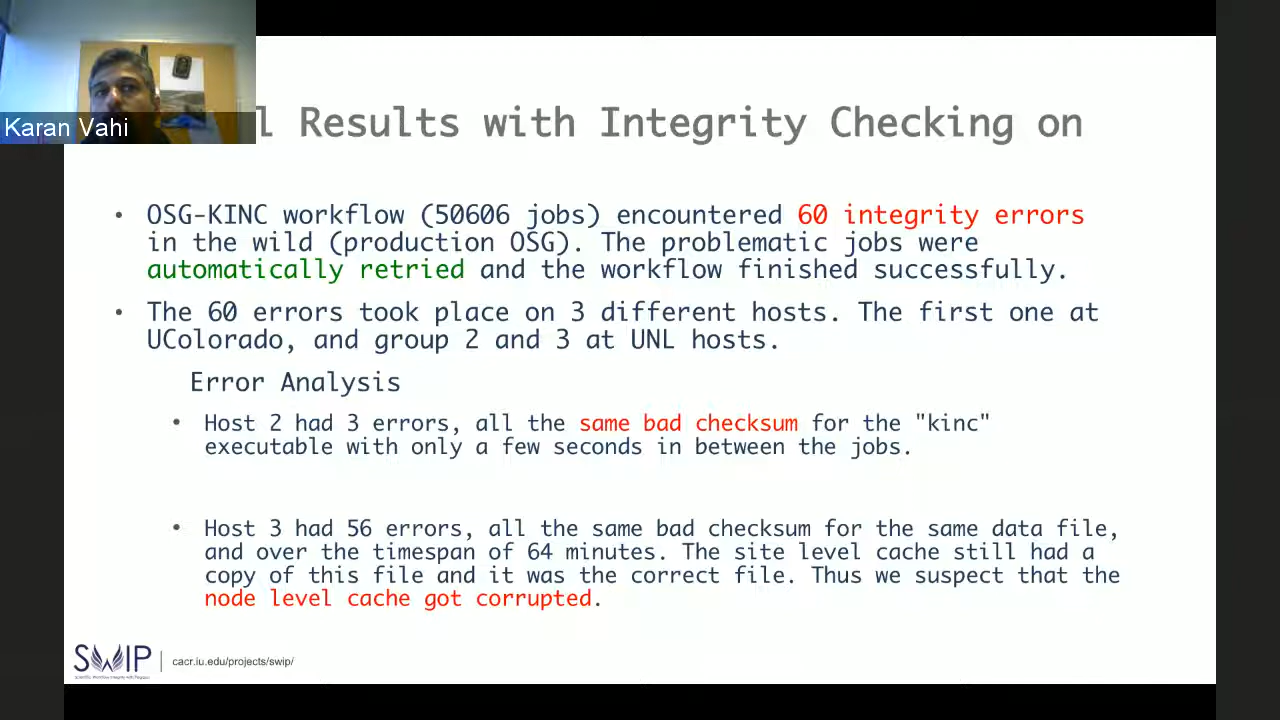 Karan Vahi
l Results with Integrity Checking on
• OSG-KINC workflow (50606 jobs) encountered 60 integrity errors
in the wild (production OSG). The problematic jobs were
automatically retried and the workflow finished successfully.
• The 60 errors took place on 3 different hosts. The first one at
UColorado, and group 2 and 3 at UNL hosts.
Error Analysis
• Host 2 had 3 errors, all the same bad checksum for the "kinc"
executable with only a few seconds in between the jobs.
• Host 3 had 56 errors, all the same bad checksum for the same data file,
and over the timespan of 64 minutes. The site level cache still had a
copy of this file and it was the correct file. Thus we suspect that the
node level cache got corrupted.
SWIP
Scientific Workflow Integrity with Pegasus
cacr.iu.edu/projects/swip/